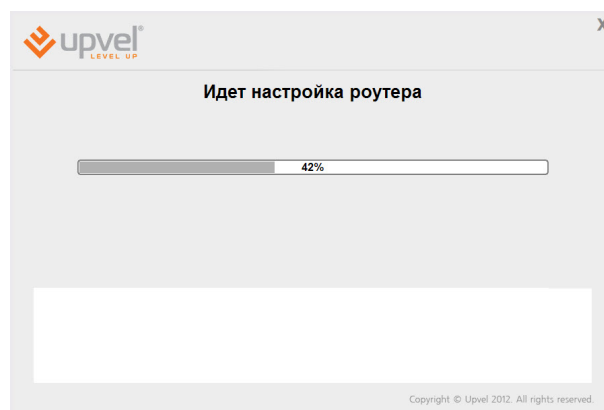 X
upvel®
LEVEL UP
Идет настройка роутера
42%
Copyright © Upvel 2012. All rights reserved.